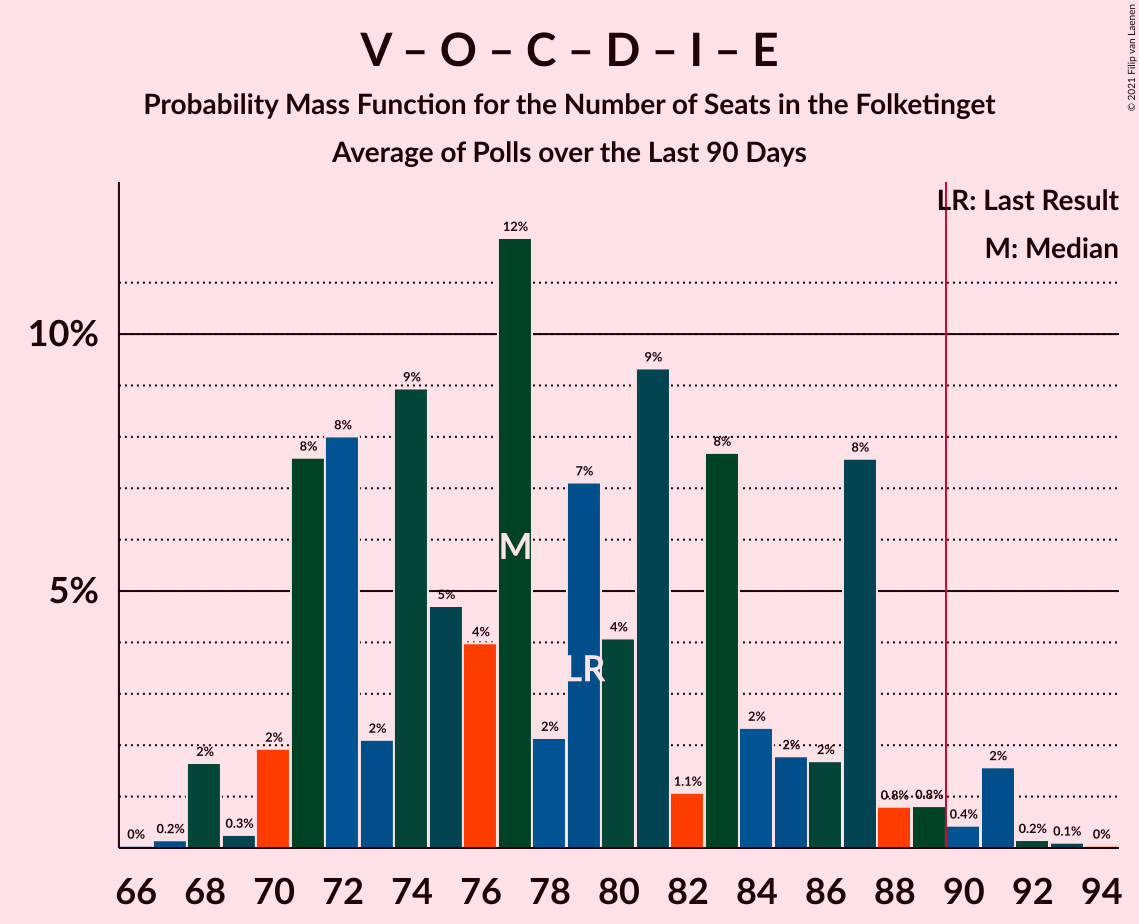 V – O – C – D – I – E
Probability Mass Function for the Number of Seats in the Folketinget
Average of Polls over the Last 90 Days
© 2021 Filip van Laenen
LR: Last Result
M: Median
10%
5%
0% 0.2% 2% 0.3% 2% 8% 8% 2% 9% 5% 4% 12% 2% 7% 4% 9% 1.1% 8% 2% 2% 2% 8% 0.8% 0.8% 0.4% 2% 0.2% 0.1% 0%
M
LR
66 68 70 72 74 76 78 80 82 84 86 88 90 92 94